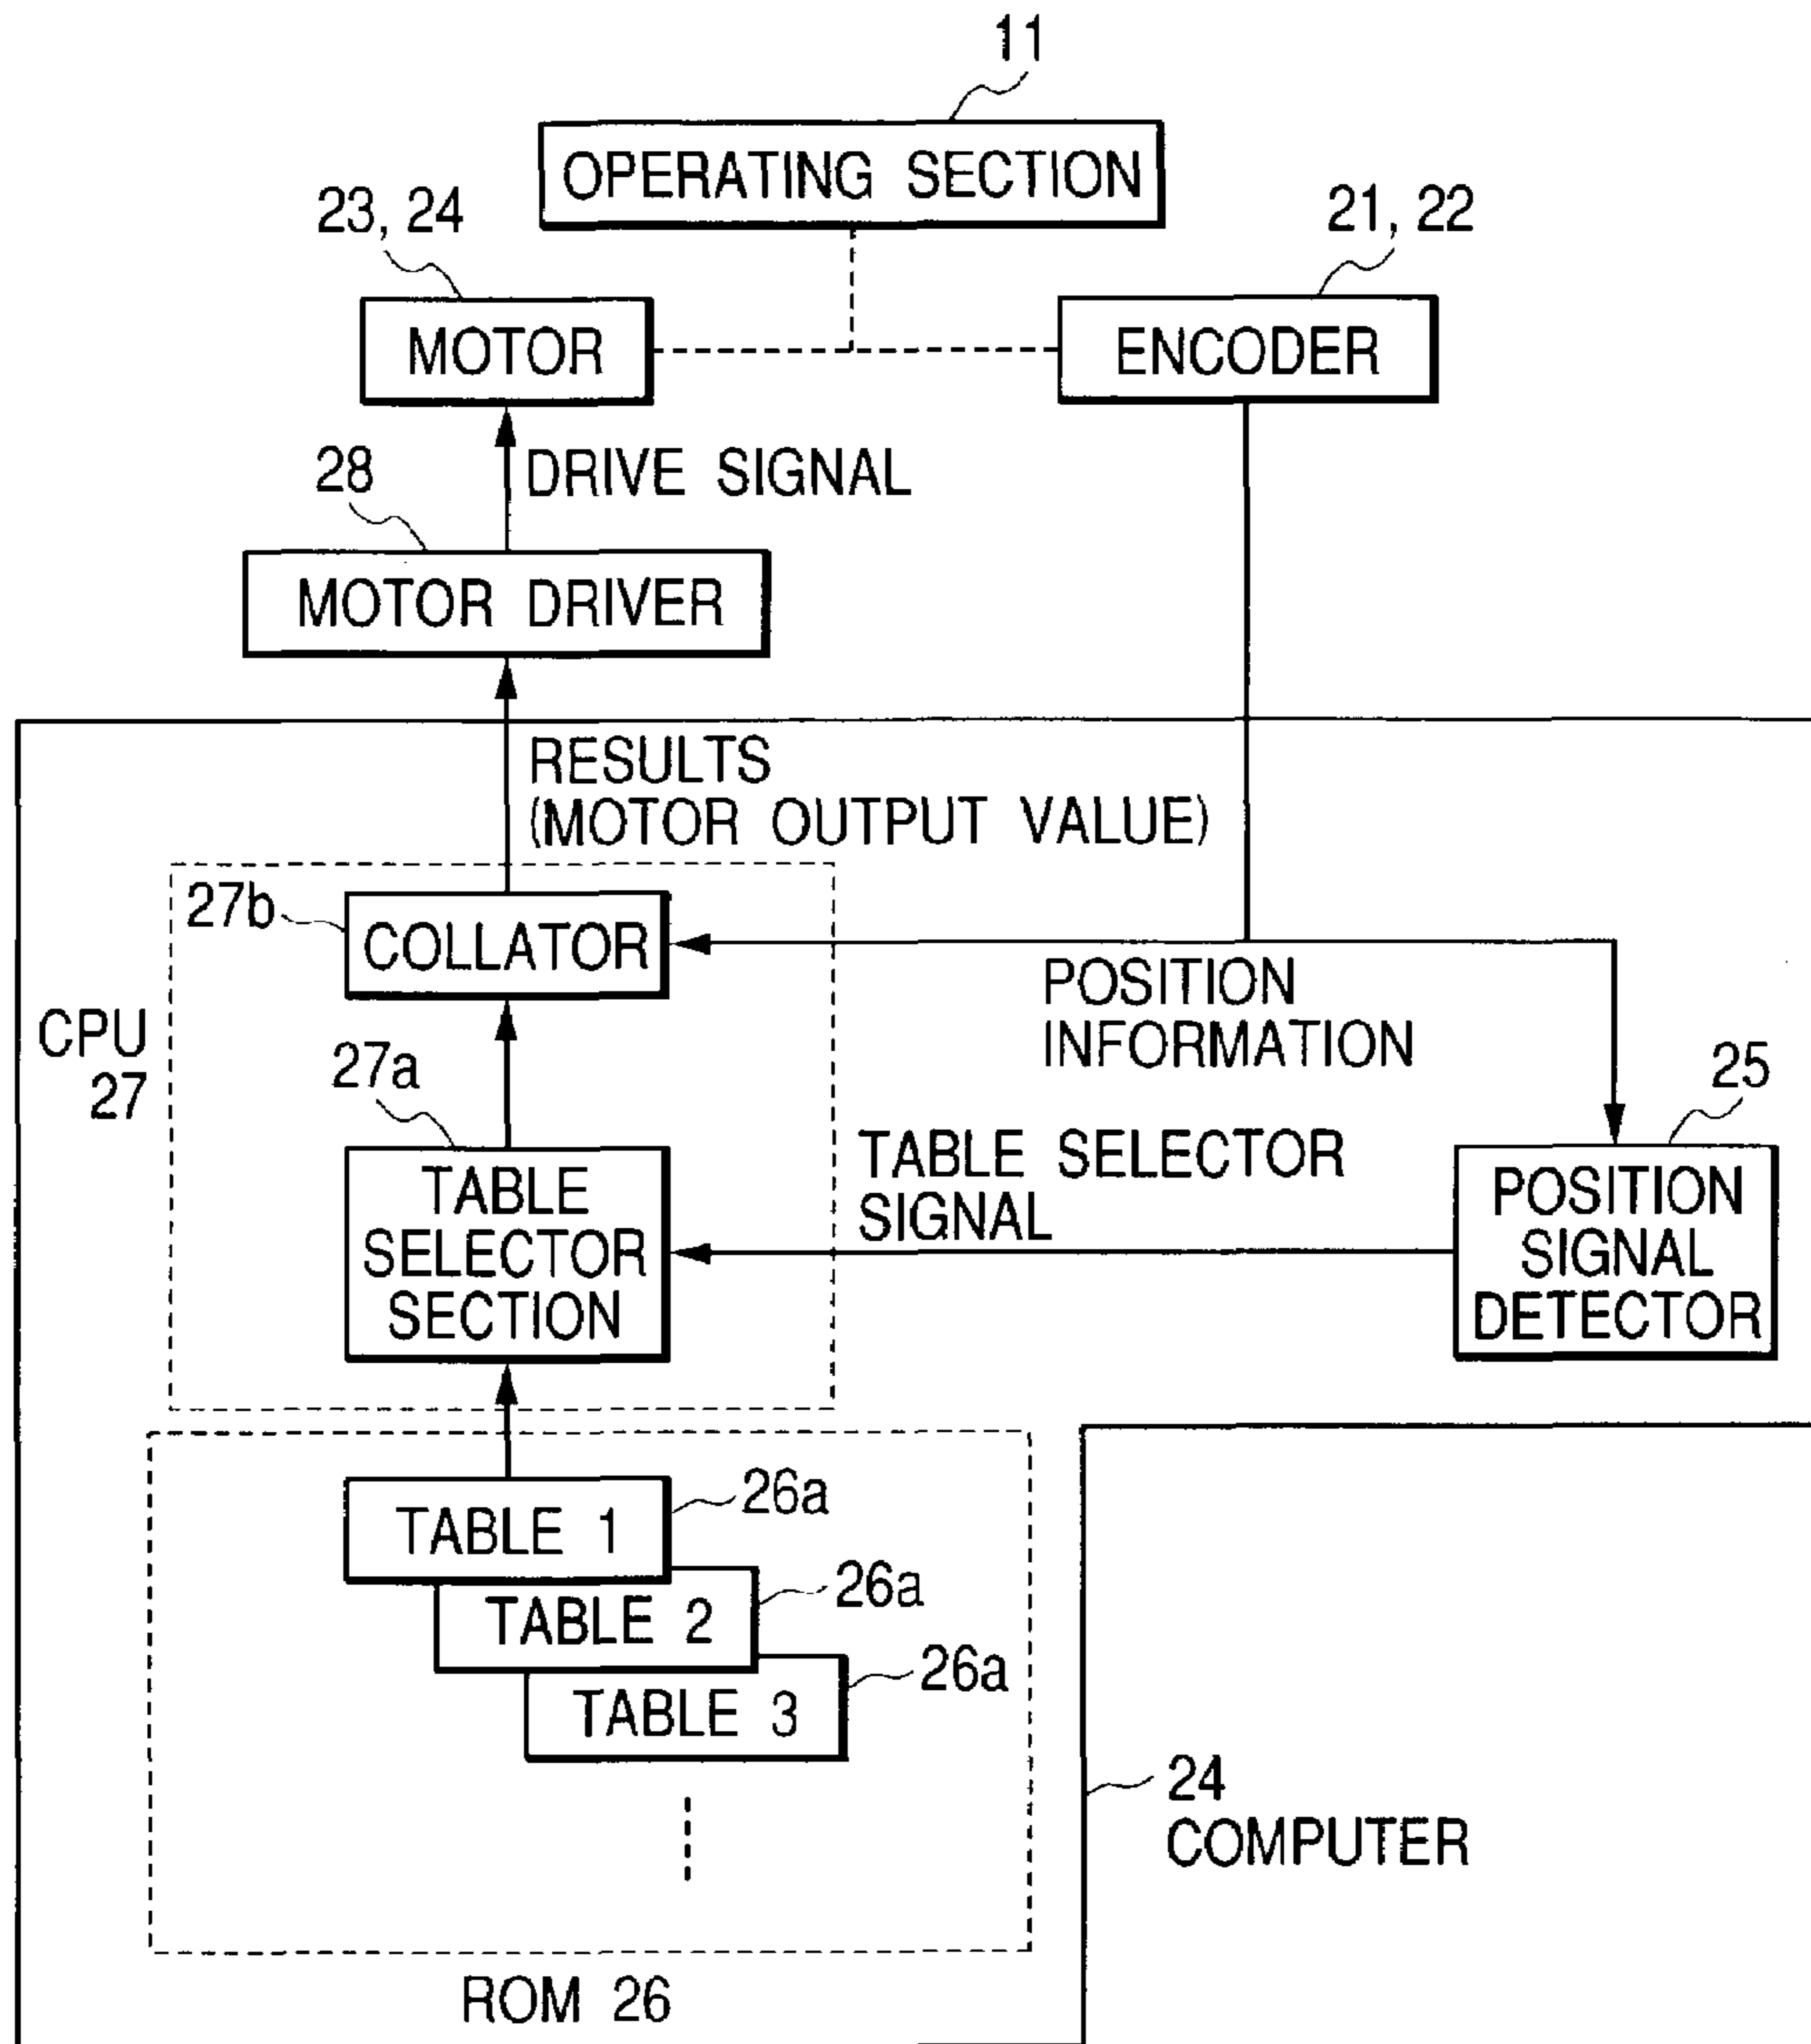 11
OPERATING SECTION
23, 24
21, 22
MOTOR
ENCODER
28
DRIVE SIGNAL
MOTOR DRIVER
RESULTS
(MOTOR OUTPUT VALUE)
27b
COLLATOR
POSITION
INFORMATION
CPU
27
27a
25
TABLE SELECTOR
SIGNAL
TABLE
SELECTOR
SECTION
POSITION
SIGNAL
DETECTOR
TABLE 1
26a
TABLE 2
26a
TABLE 3
26a
24
COMPUTER
ROM 26